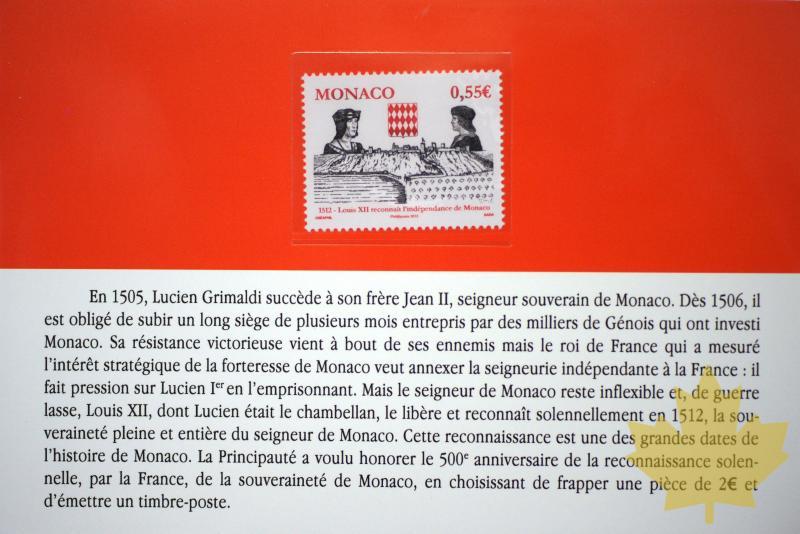 MONACO 0,55€
1512 - Louis XII reconnaît l'indépendance de Monaco
En 1505, Lucien Grimaldi succède à son frère Jean II, seigneur souverain de Monaco. Dès 1506, il
est obligé de subir un long siège de plusieurs mois entrepris par des milliers de Génois qui ont investi
Monaco. Sa résistance victorieuse vient à bout de ses ennemis mais le roi de France qui a mesuré
l'intérêt stratégique de la forteresse de Monaco veut annexer la seigneurie indépendante à la France : il
fait pression sur Lucien Ier en l'emprisonnant. Mais le seigneur de Monaco reste inflexible et, de guerre
lasse, Louis XII, dont Lucien était le chambellan, le libère et reconnaît solennellement en 1512, la sou-
veraineté pleine et entière du seigneur de Monaco. Cette reconnaissance est une des grandes dates de
l'histoire de Monaco. La Principauté a voulu honorer le 500e anniversaire de la reconnaissance solen-
nelle, par la France, de la souveraineté de Monaco, en choisissant de frapper une pièce de 2€ et
d'émettre un timbre-poste.